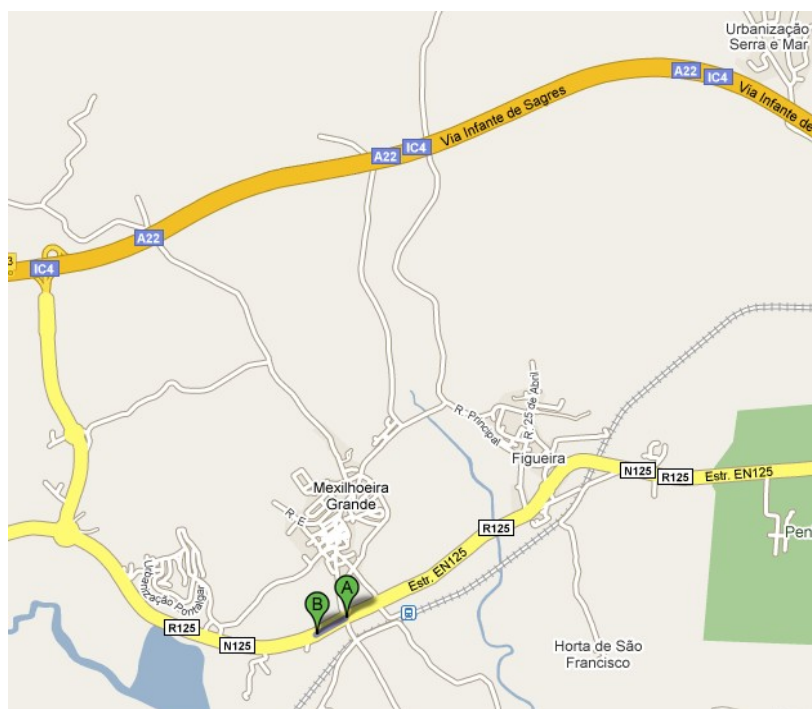 Urbanização
Serra e Mar
A22
IC4
Via Infante de
Via Infante de Sagres
IC4
A22
A22
3
IC4
R. Principal
R. 25 de Abril
Figueira
N125
R125
Estr. EN125
Mexilhoeira
Grande
R. E
R125
Pen
Estr. EN125
Urbanização Pontalgar
B
A
R125
N125
Horta de São
Francisco